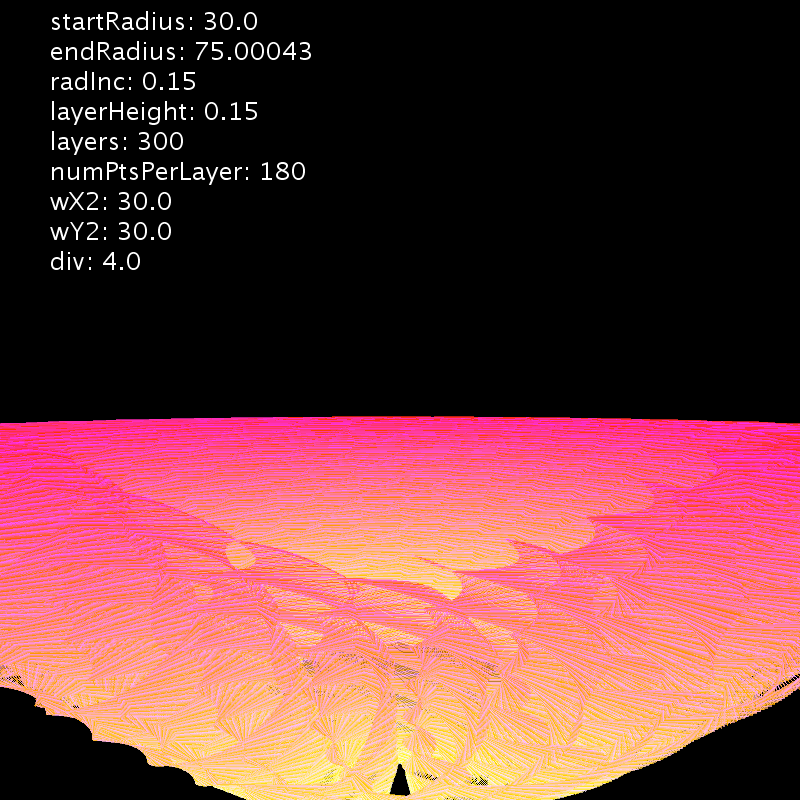 startRadius: 30.0
endRadius: 75.00043
radInc: 0.15
layerHeight: 0.15
layers: 300
numPtsPerLayer: 180
wX2: 30.0
wY2: 30.0
div: 4.0